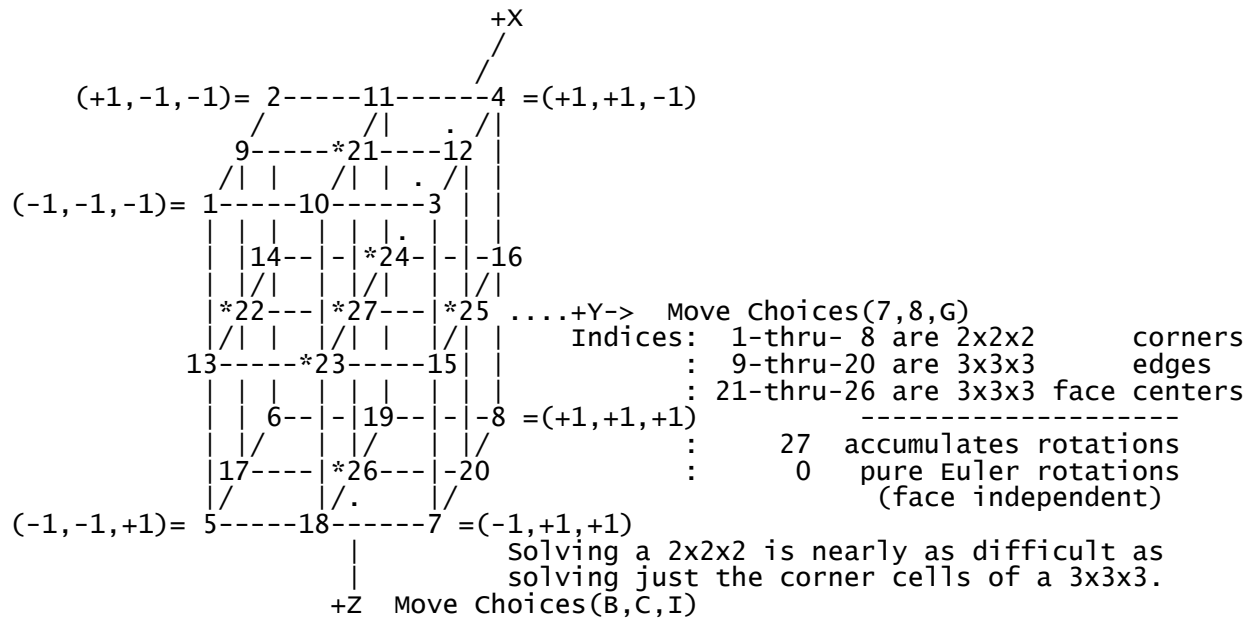 +X
                              /
                             /
    (+1,-1,-1)= 2-----11------4 =(+1,+1,-1)
               /      /|   . /|
              9-----*21----12 |
             /| |   /| | . /| |
(-1,-1,-1)= 1-----10------3 | |
            | | |  | |.| | | |
            | |14--|-|*24-|-|-16
            | |/|  | |/|  | |/|
            |*22---|*27---|*25 ....+Y-> Move Choices(7,8,G)
            |/| |  |/| |  |/| | Indices: 1-thru- 8 are 2x2x2 corners
           13-----*23-----15| | : 9-thru-20 are 3x3x3 edges
            | | |  | | |  | | | : 21-thru-26 are 3x3x3 face centers
            | | 6--|-|19--|-|-8 =(+1,+1,+1) --------------------
            | |/   | |/   | |/ : 27 accumulates rotations
            |17----|*26---|-20 : 0 pure Euler rotations
            |/     |/.    |/ (face independent)
(-1,-1,+1)= 5-----18------7 =(-1,+1,+1)
                     | Solving a 2x2x2 is nearly as difficult as
                     | solving just the corner cells of a 3x3x3.
                    +Z Move Choices(B,C,I)